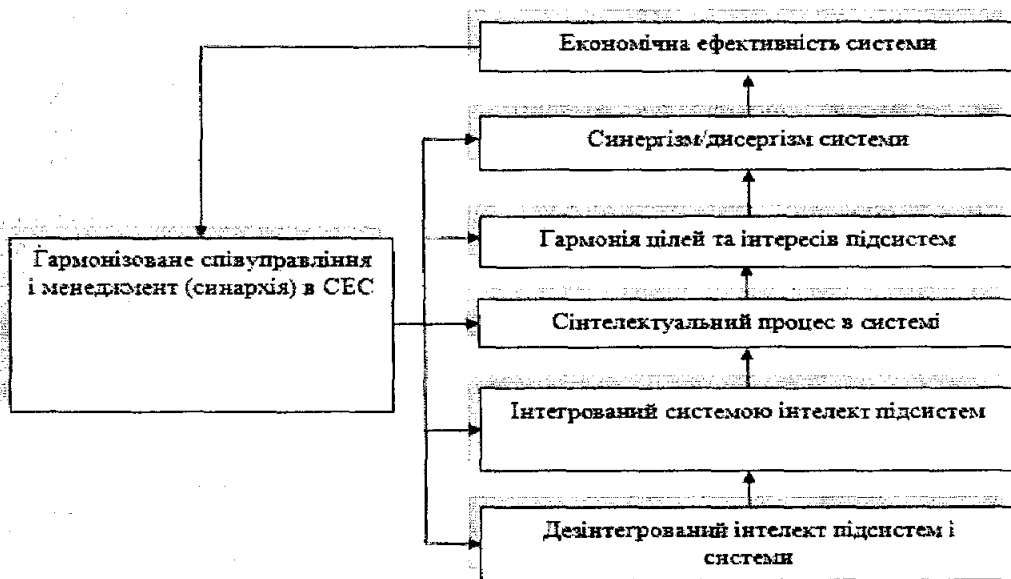 Економічна ефективність системи
Синергізм/дисергізм системи
Гармонія цілей та інтересів підсистем
Гармонізоване співуправління
і менеджмент (синархія) в СЕС
Сінтелектуальний процес в системі
Інтегрований системою інтелект підсистем
Дезінтегрований інтелект підсистем і
системи